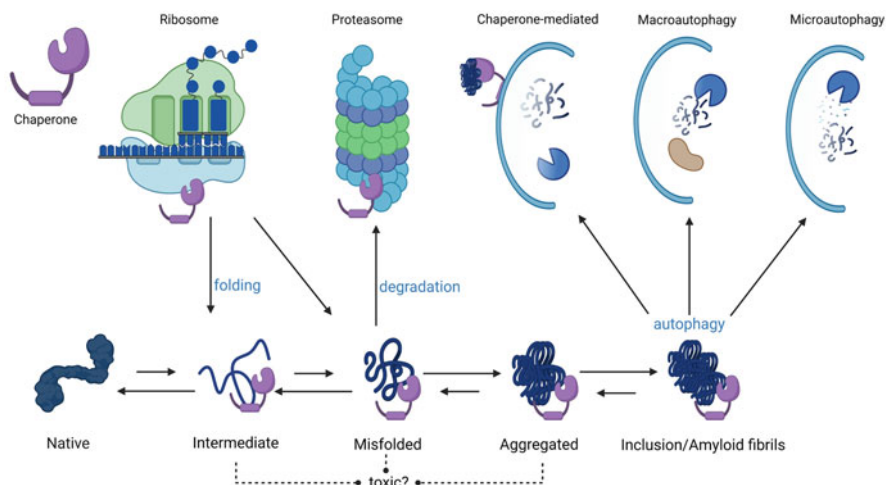 Ribosome
Proteasome
Chaperone-mediated
Macroautophagy
Microautophagy
Chaperone
folding
degradation
autophagy
Native
Intermediate
Misfolded
Aggregated
Inclusion/Amyloid fibrils
toxic?